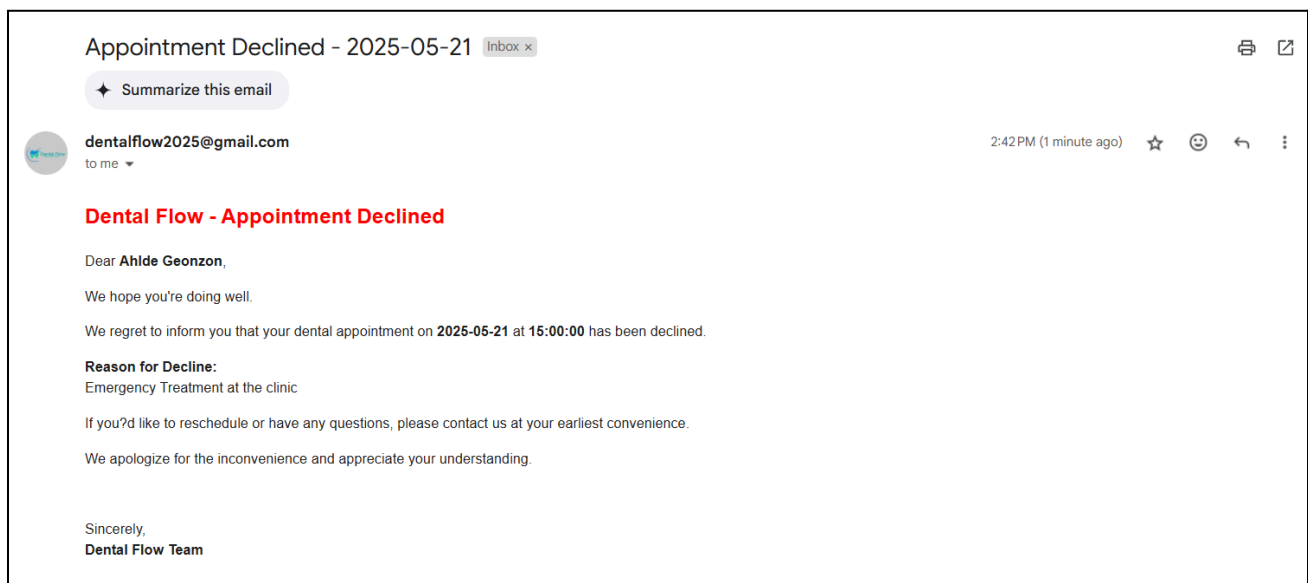 Appointment Declined - 2025-05-21 Inbox ×
Summarize this email
dentalflow2025@gmail.com 2:42 PM (1 minute ago)
to me
Dental Flow - Appointment Declined
Dear Ahlde Geonzon,
We hope you're doing well.
We regret to inform you that your dental appointment on 2025-05-21 at 15:00:00 has been declined.
Reason for Decline:
Emergency Treatment at the clinic
If you?d like to reschedule or have any questions, please contact us at your earliest convenience.
We apologize for the inconvenience and appreciate your understanding.
Sincerely,
Dental Flow Team